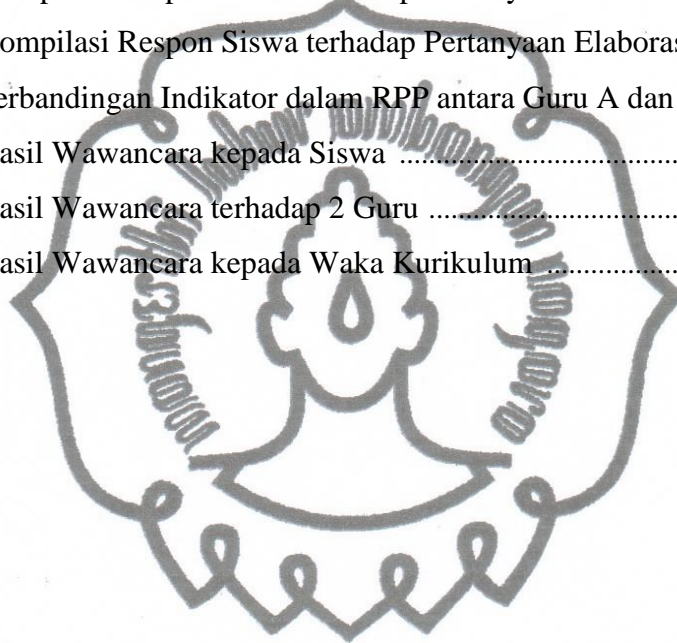 ompilasi Respon Siswa terhadap Pertanyaan Elaboras
erbandingan Indikator dalam RPP antara Guru A dan
asil Wawancara kepada Siswa ....................................
asil Wawancara terhadap 2 Guru ................................
asil Wawancara kepada Waka Kurikulum .................